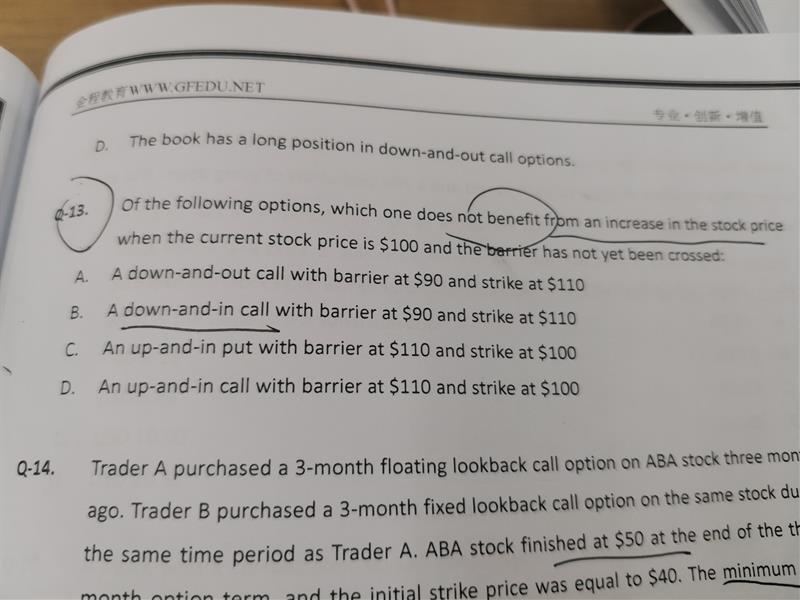 金程教育WWW.GFEDU.NET
专业·创新·增值
D. The book has a long position in down-and-out call options.
Q-13. Of the following options, which one does not benefit from an increase in the stock price
when the current stock price is $100 and the barrier has not yet been crossed:
A. A down-and-out call with barrier at $90 and strike at $110
B. A down-and-in call with barrier at $90 and strike at $110
C. An up-and-in put with barrier at $110 and strike at $100
D. An up-and-in call with barrier at $110 and strike at $100
Q-14. Trader A purchased a 3-month floating lookback call option on ABA stock three
ago. Trader B purchased a 3-month fixed lookback call option on the same stock
the same time period as Trader A. ABA stock finished at $50 at the end of the
month option term, and the initial strike price was equal to $40. The minimum